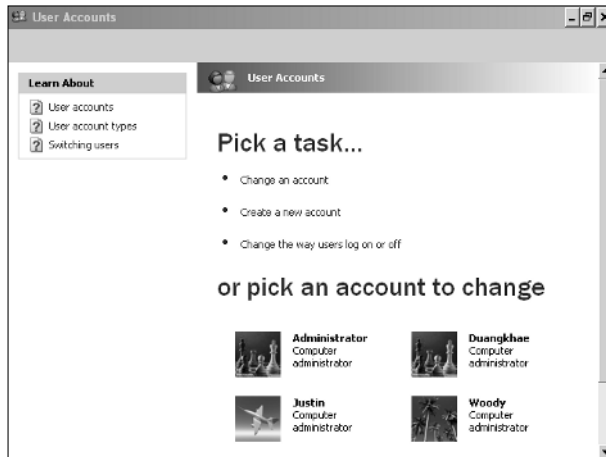 User Accounts
Learn About
User accounts
User account types
Switching users
User Accounts
Pick a task...
Change an account
Create a new account
Change the way users log on or off
or pick an account to change
Administrator
Computer
administrator
Duangkhae
Computer
administrator
Justin
Computer
administrator
Woody
Computer
administrator